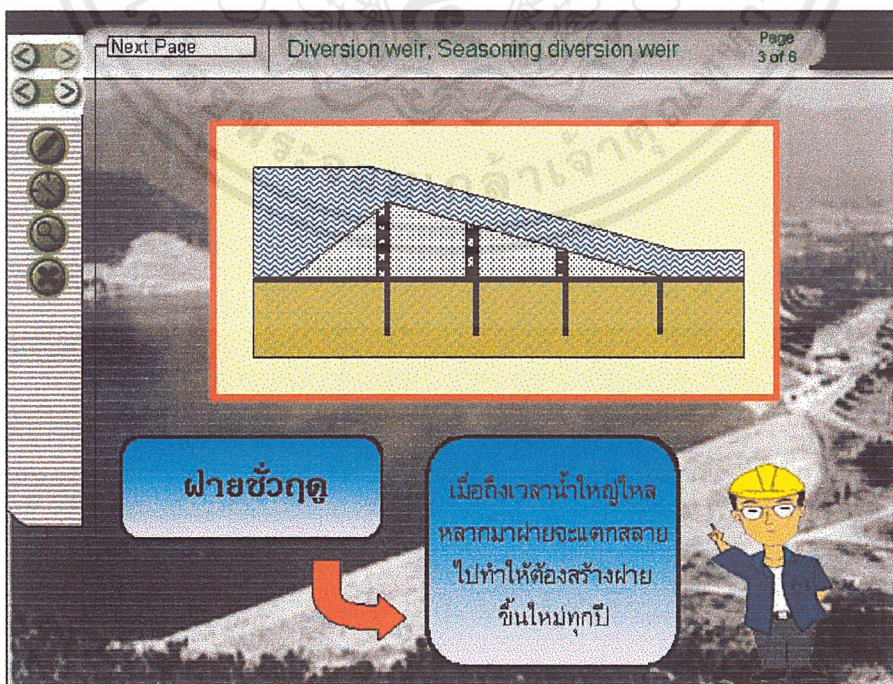 Next Page
Diversion weir, Seasoning diversion weir
Page
3 of 6
ฝายชั่วฤดู
เมื่อถึงเวลาน้ำใหญ่ไหล
หลากมาฝายจะแตกสลาย
ไปทำให้ต้องสร้างฝาย
ขึ้นใหม่ทุกปี